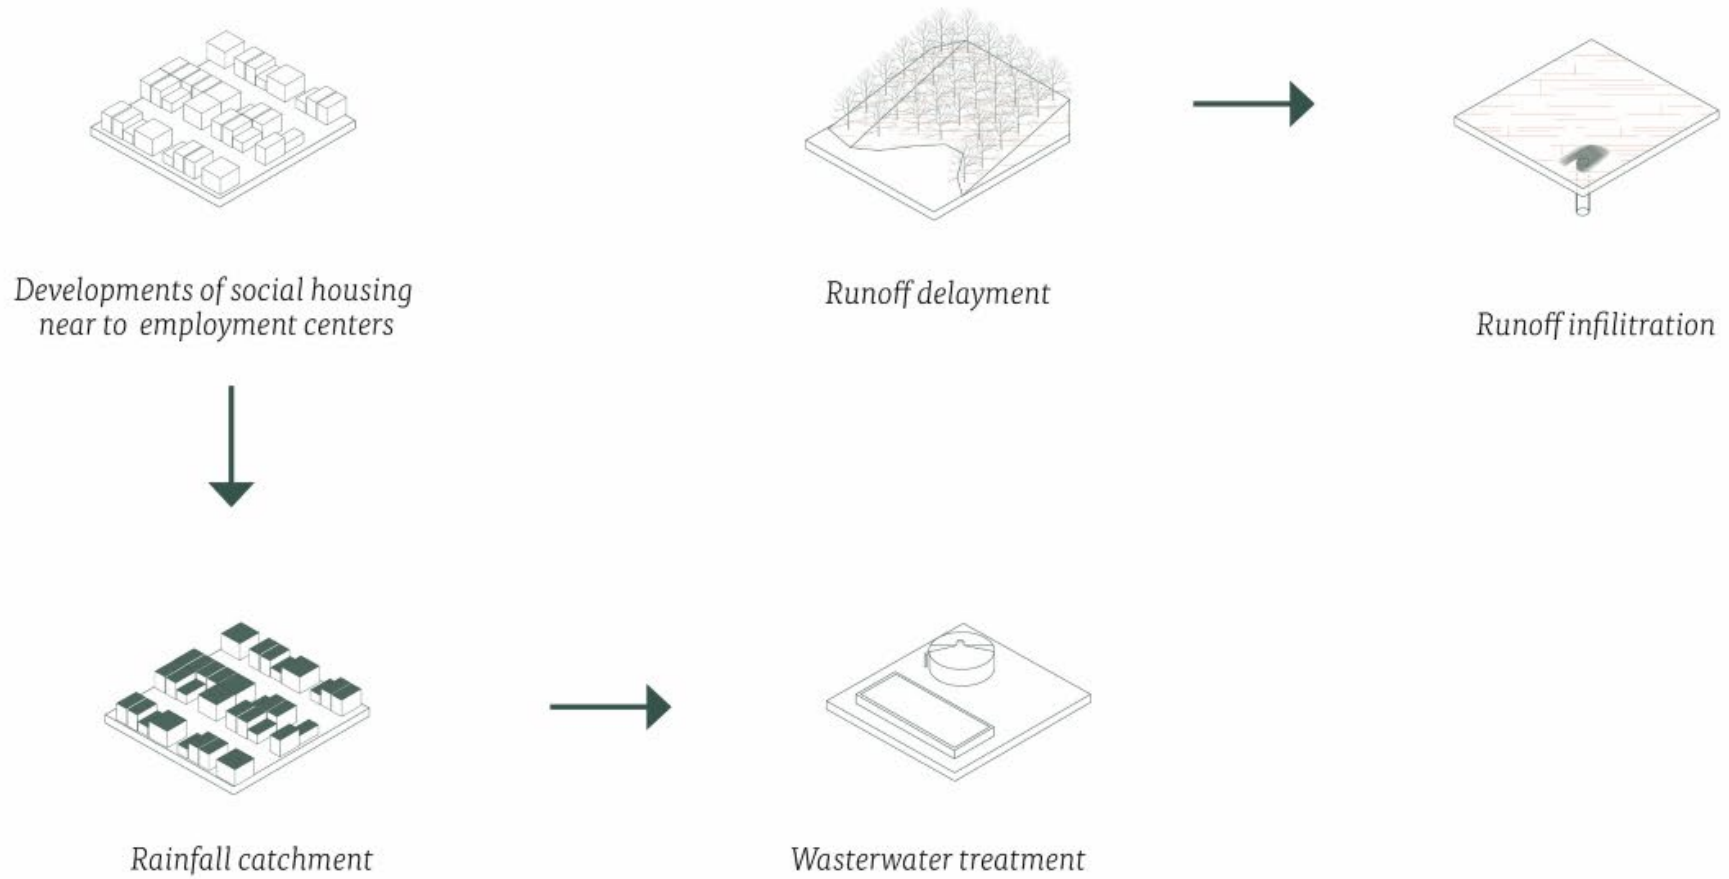 Developments of social housing
near to employment centers
Runoff delayment
Runoff infilitration
Rainfall catchment
Wasterwater treatment